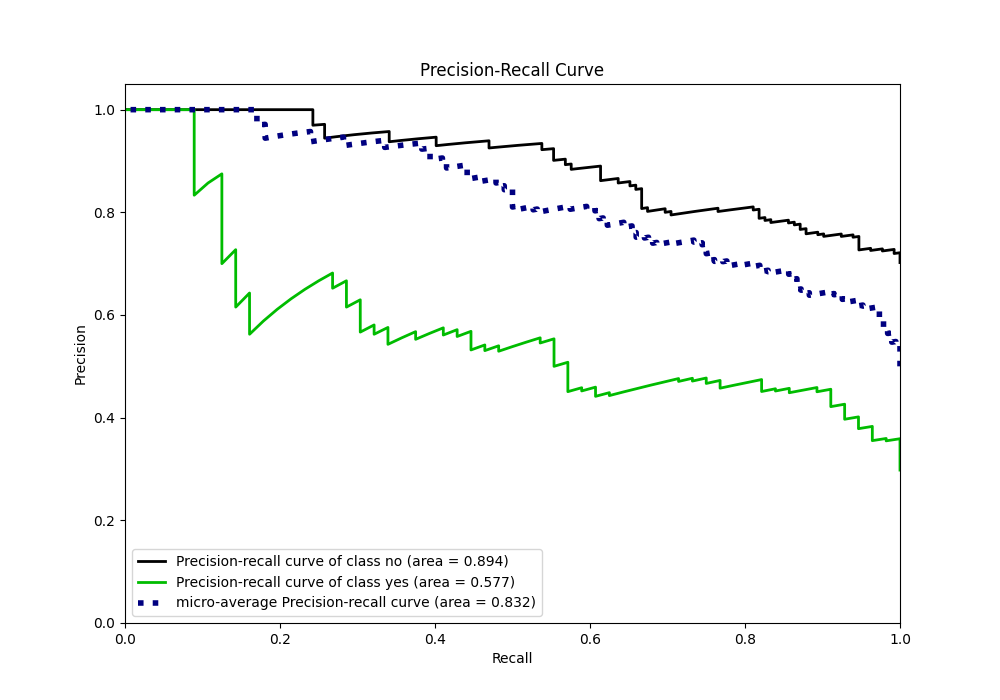 Precision-Recall Curve
1.0
0.8
0.6
0.4
0.2
0.0
Precision
Precision-recall curve of class no (area = 0.894)
Precision-recall curve of class yes (area = 0.577)
micro-average Precision-recall curve (area = 0.832)
0.0 0.2 0.4 0.6 0.8 1.0
Recall